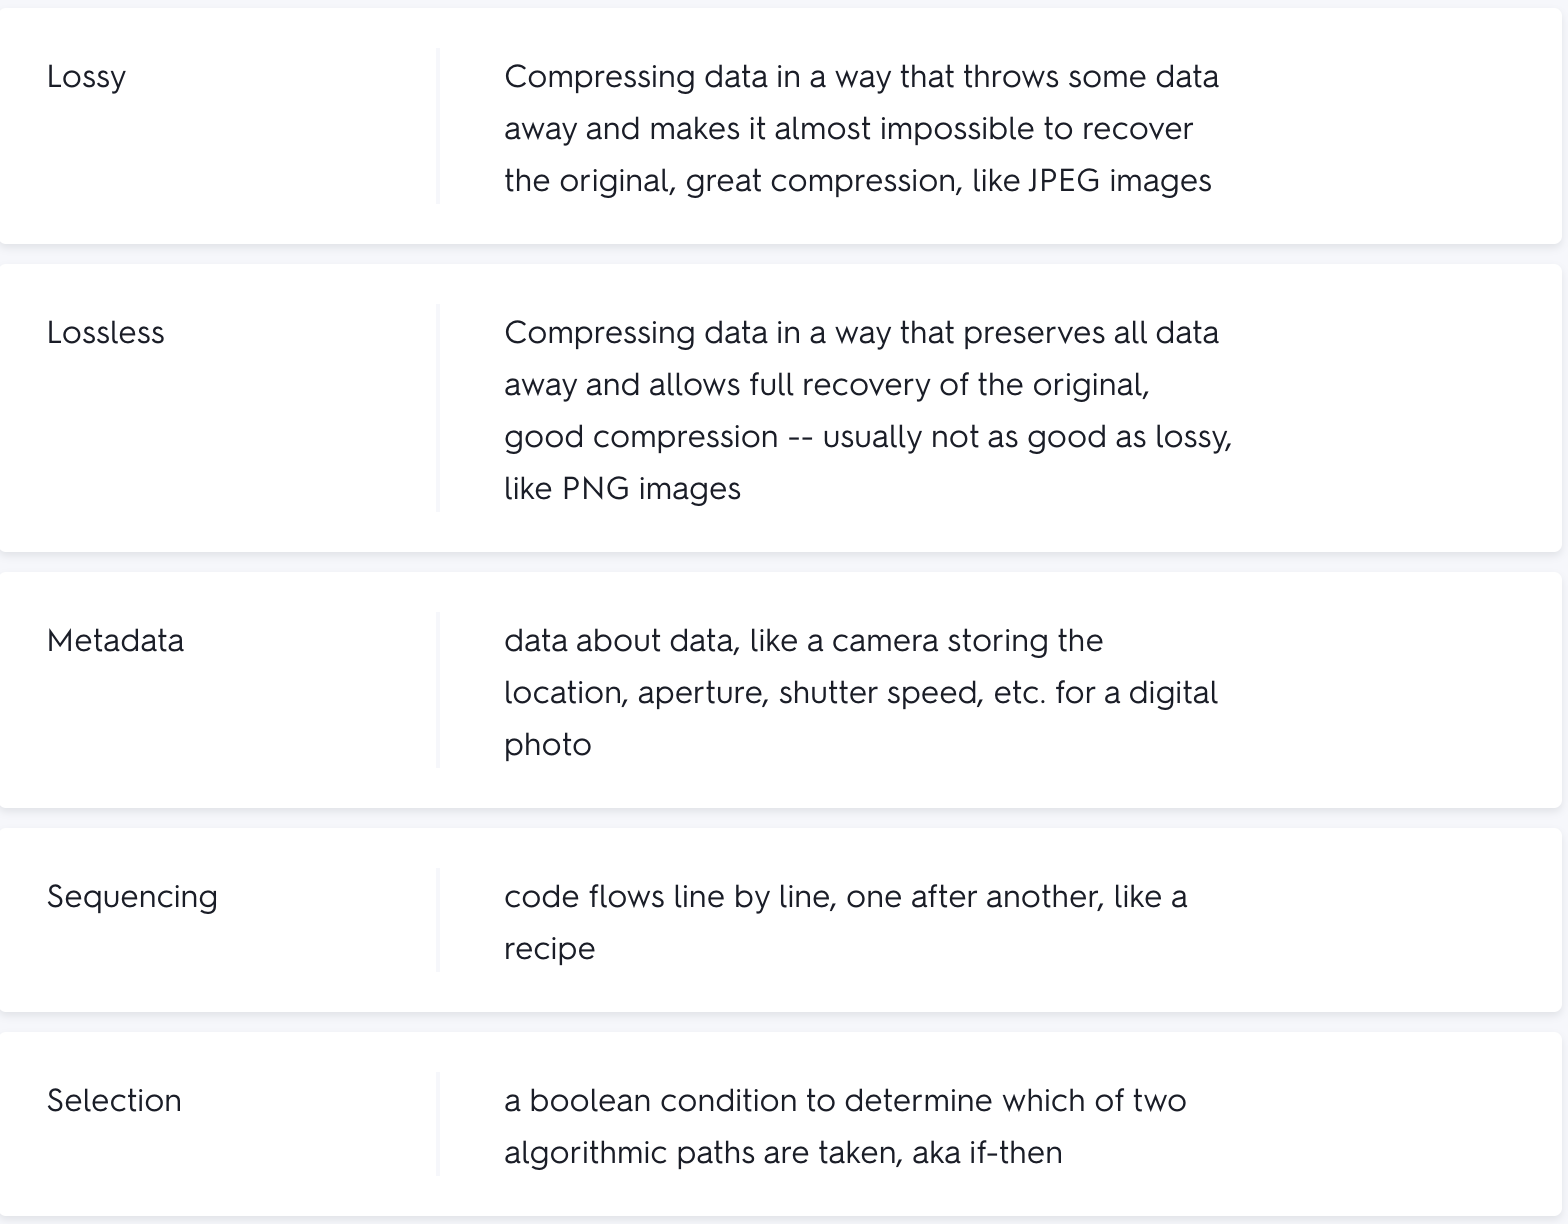 Lossy
Compressing data in a way that throws some data
away and makes it almost impossible to recover
the original, great compression, like JPEG images
Lossless
Compressing data in a way that preserves all data
away and allows full recovery of the original,
good compression -- usually not as good as lossy,
like PNG images
Metadata
data about data, like a camera storing the
location, aperture, shutter speed, etc. for a digital
photo
Sequencing
code flows line by line, one after another, like a
recipe
Selection
a boolean condition to determine which of two
algorithmic paths are taken, aka if-then